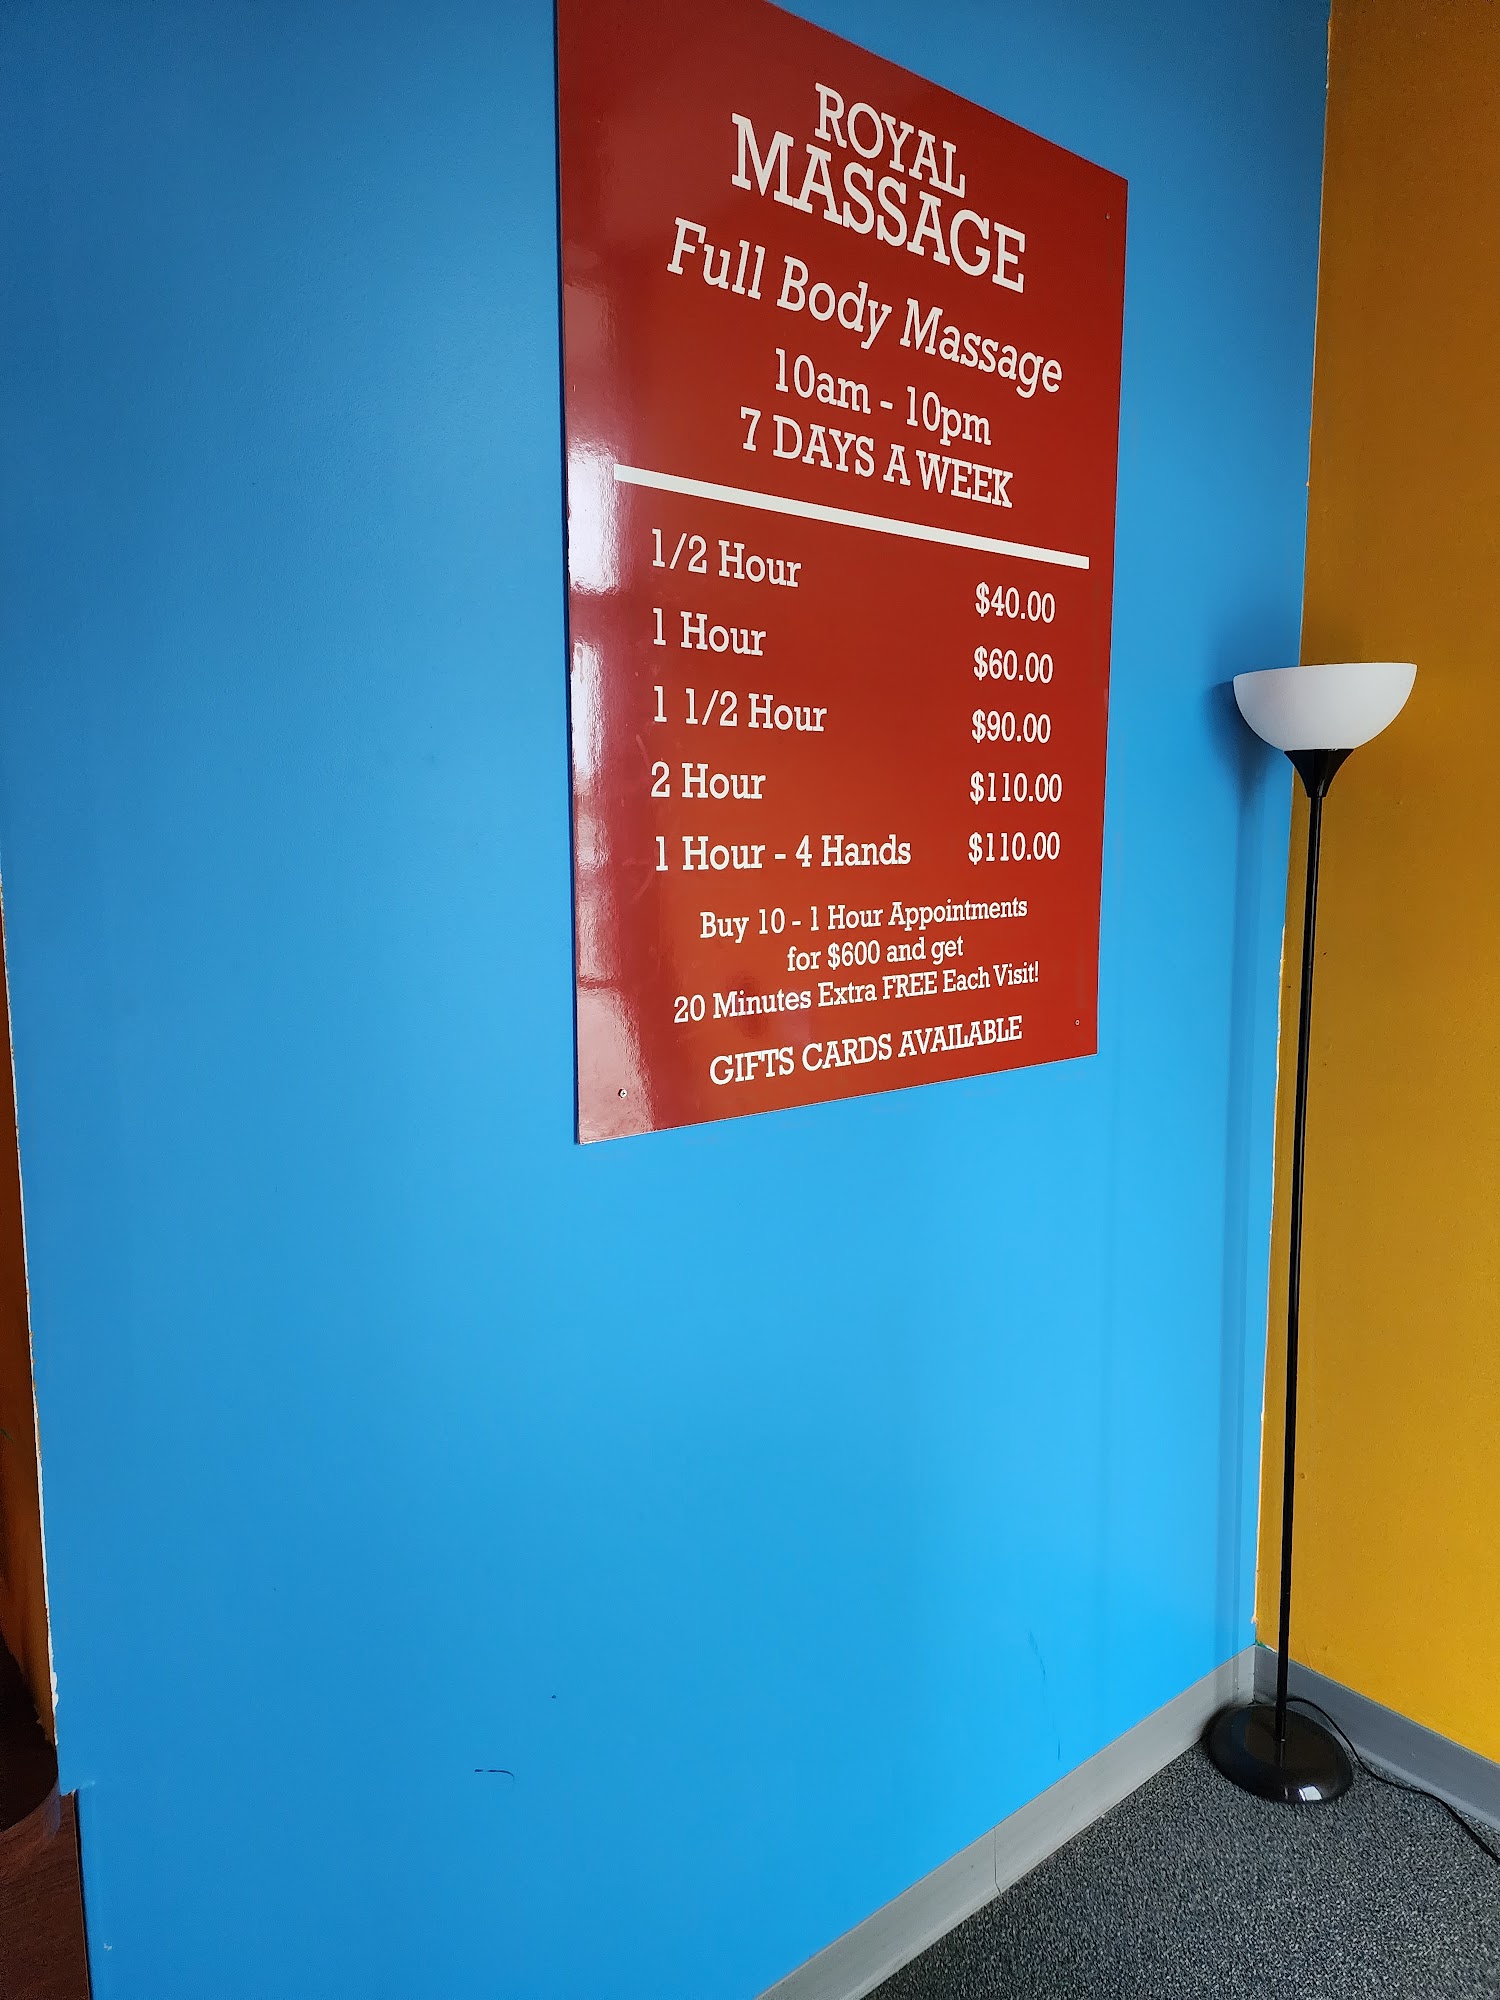 ROYAL
MASSAGE
Full Body Massage
10am - 10pm
7 DAYS A WEEK
1/2 Hour $40.00
1 Hour $60.00
1 1/2 Hour $90.00
2 Hour $110.00
1 Hour - 4 Hands $110.00
Buy 10 - 1 Hour Appointments
for $600 and get
20 Minutes Extra FREE Each Visit!
GIFTS CARDS AVAILABLE